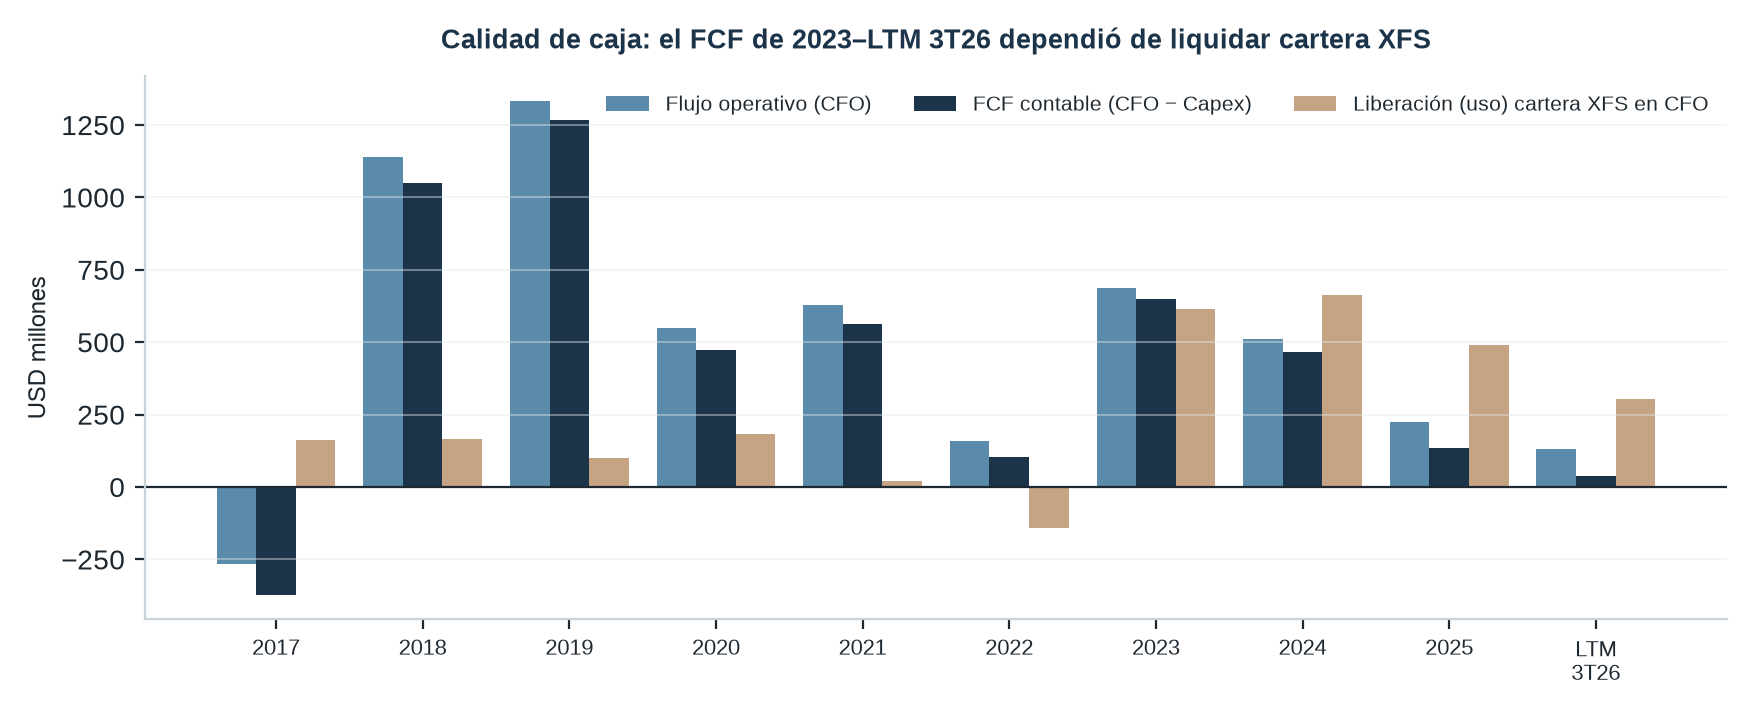 Calidad de caja: el FCF de 2023–LTM 3T26 dependió de liquidar cartera XFS
Flujo operativo (CFO)
FCF contable (CFO − Capex)
Liberación (uso) cartera XFS en CFO
USD millones
1250
1000
750
500
250
0
−250
2017
2018
2019
2020
2021
2022
2023
2024
2025
LTM
3T26